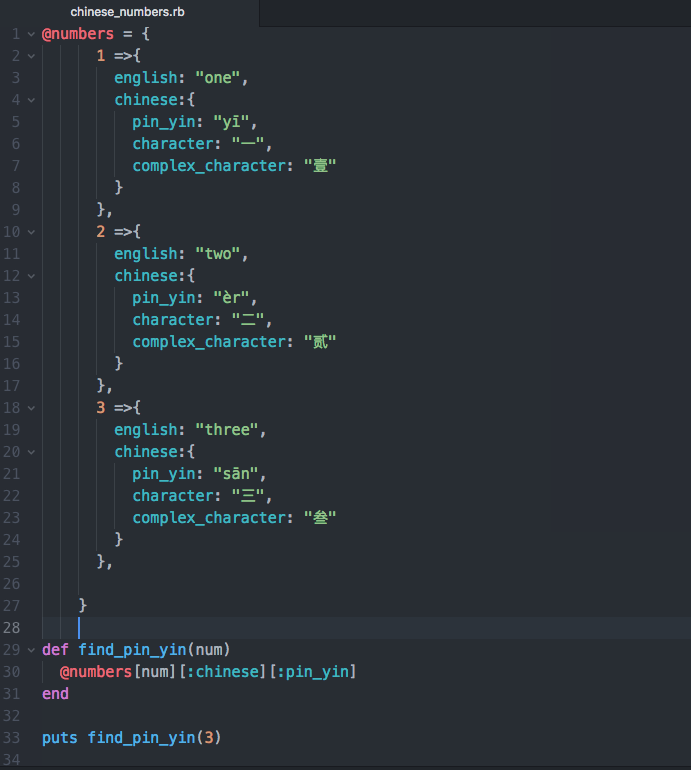 chinese_numbers.rb
1 @numbers = {
2 1 =>{
3 english: "one",
4 chinese:{
5 pin_yin: "yī",
6 character: "一",
7 complex_character: "壹"
8 }
9 },
10 2 =>{
11 english: "two",
12 chinese:{
13 pin_yin: "èr",
14 character: "二",
15 complex_character: "贰"
16 }
17 },
18 3 =>{
19 english: "three",
20 chinese:{
21 pin_yin: "sān",
22 character: "三",
23 complex_character: "叁"
24 }
25 },
26
27 }
28
29 def find_pin_yin(num)
30 @numbers[num][:chinese][:pin_yin]
31 end
32
33 puts find_pin_yin(3)
34